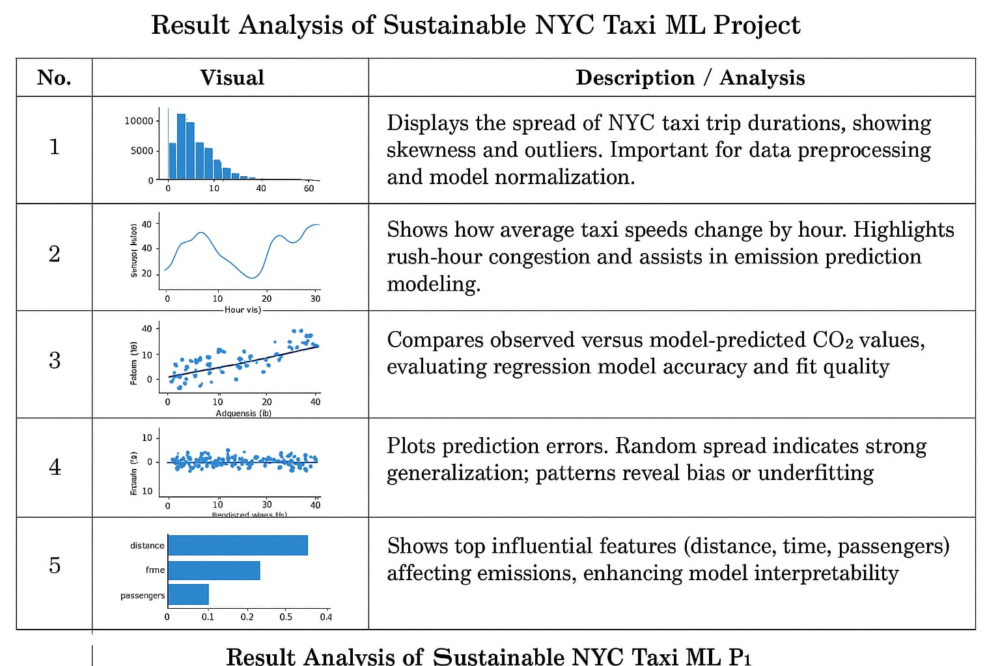 Result Analysis of Sustainable NYC Taxi ML Project
No. Visual Description / Analysis
1
10000
5000
0
0 10 40 60
Displays the spread of NYC taxi trip durations, showing
skewness and outliers. Important for data preprocessing
and model normalization.
2
40
40
20
0 10 20 30
Hour vis)
Shows how average taxi speeds change by hour. Highlights
rush-hour congestion and assists in emission prediction
modeling.
3
40
10
0
0 10 20 40
Adquensis (ib)
Compares observed versus model-predicted CO₂ values,
evaluating regression model accuracy and fit quality
4
10
0
10
0 10 30 40
Plots prediction errors. Random spread indicates strong
generalization; patterns reveal bias or underfitting
5
distance
frme
passengers
0 0.1 0.2 0.5 0.4
Shows top influential features (distance, time, passengers)
affecting emissions, enhancing model interpretability
Result Analysis of Sustainable NYC Taxi ML P1